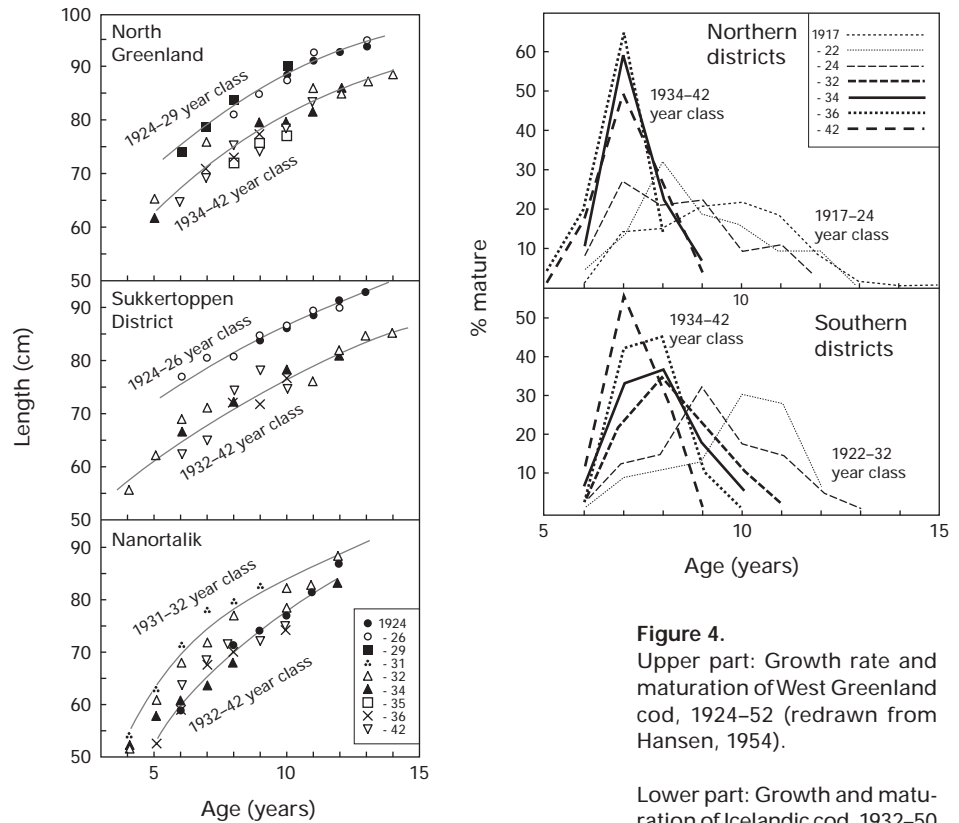 100
90
80
70
60
50
North
Greenland
1924–29 year class
1934–42 year class
90
80
70
60
50
Sukkertoppen
District
1924–26 year class
1932–42 year class
90
80
70
60
50
Nanortalik
1931–32 year class
1932–42 year class
1924
- 26
- 29
- 31
- 32
- 34
- 35
- 36
- 42
5
10
15
Length (cm)
Age (years)
60
50
40
30
20
10
Northern
districts
1917
- 22
- 24
- 32
- 34
- 36
- 42
1934–42
year class
1917–24
year class
10
50
40
30
20
10
Southern
districts
1934–42
year class
1922–32
year class
5
10
15
% mature
Age (years)
Figure 4.
Upper part: Growth rate and
maturation of West Greenland
cod, 1924–52 (redrawn from
Hansen, 1954).
Lower part: Growth and matu-
ration of Icelandic cod, 1932–50